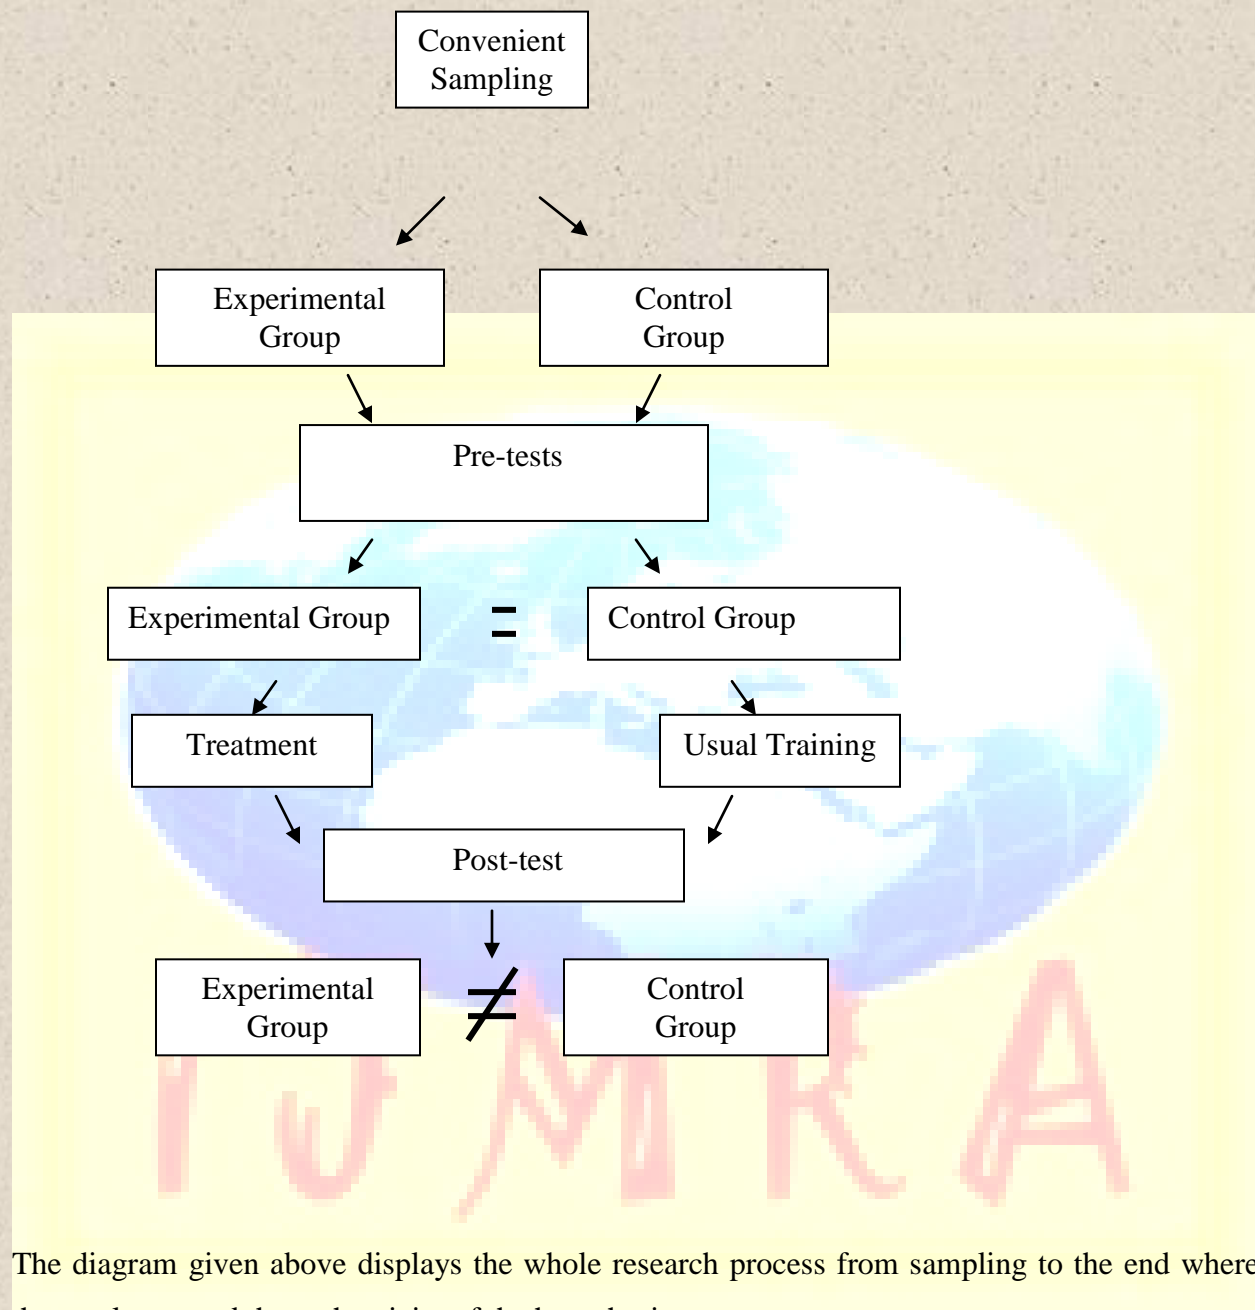 Convenient
Sampling
Experimental
Group
Control
Group
Pre-tests
Experimental Group
=
Control Group
Treatment
Usual Training
Post-test
Experimental
Group
≠
Control
Group
IJMRA
The diagram given above displays the whole research process from sampling to the end where